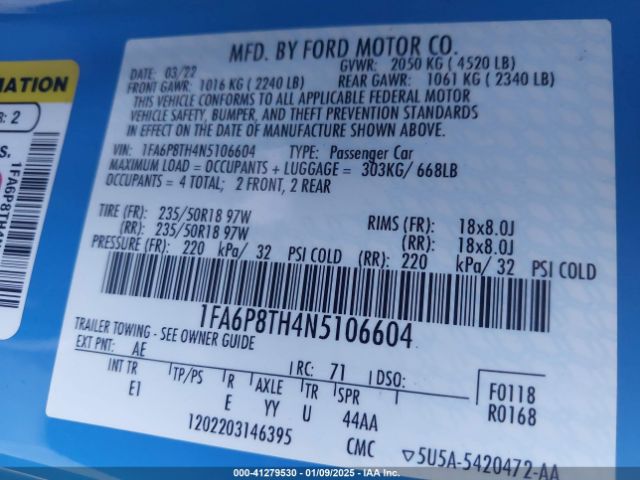 MFD. BY FORD MOTOR CO.
DATE: 03/22 GVWR: 2050 KG ( 4520 LB)
FRONT GAWR: 1016 KG ( 2240 LB) REAR GAWR: 1061 KG ( 2340 LB)
THIS VEHICLE CONFORMS TO ALL APPLICABLE FEDERAL MOTOR
VEHICLE SAFETY, BUMPER, AND THEFT PREVENTION STANDARDS
IN EFFECT ON THE DATE OF MANUFACTURE SHOWN ABOVE.
VIN: 1FA6P8TH4N5106604 TYPE: Passenger Car
MAXIMUM LOAD = OCCUPANTS + LUGGAGE = 303KG/ 668LB
OCCUPANTS = 4 TOTAL; 2 FRONT, 2 REAR
TIRE (FR): 235/50R18 97W RIMS (FR): 18x8.0J
(RR): 235/50R18 97W (RR): 18x8.0J
PRESSURE (FR): 220 kPa/ 32 PSI COLD (RR): 220 kPa/ 32 PSI COLD
1FA6P8TH4N5106604
TRAILER TOWING - SEE OWNER GUIDE
EXT PNT: AE RC: 71 DSO:
INT TR TP/PS R AXLE TR SPR F0118
E1 E YY U 44AA R0168
1202203146395 CMC 5U5A-5420472-AA
MATION
R: 2
S.
1FA6P8TH4N
000-41279530 - 01/09/2025 - IAA, Inc.